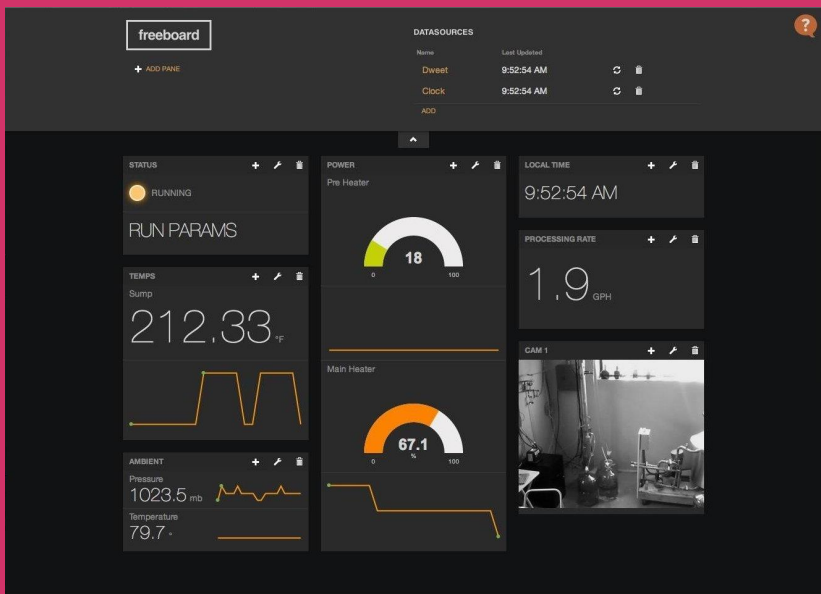 freeboard
ADD PANE
DATASOURCES
Name Last Updated
Dweet 9:52:54 AM
Clock 9:52:54 AM
ADD
?
STATUS
RUNNING
RUN PARAMS
TEMPS
Sump
212.33 °F
AMBIENT
Pressure
1023.5 mb
Temperature
79.7 °
POWER
Pre Heater
18
0 100
Main Heater
67.1
%
0 100
LOCAL TIME
9:52:54 AM
PROCESSING RATE
1.9 GPH
CAM 1